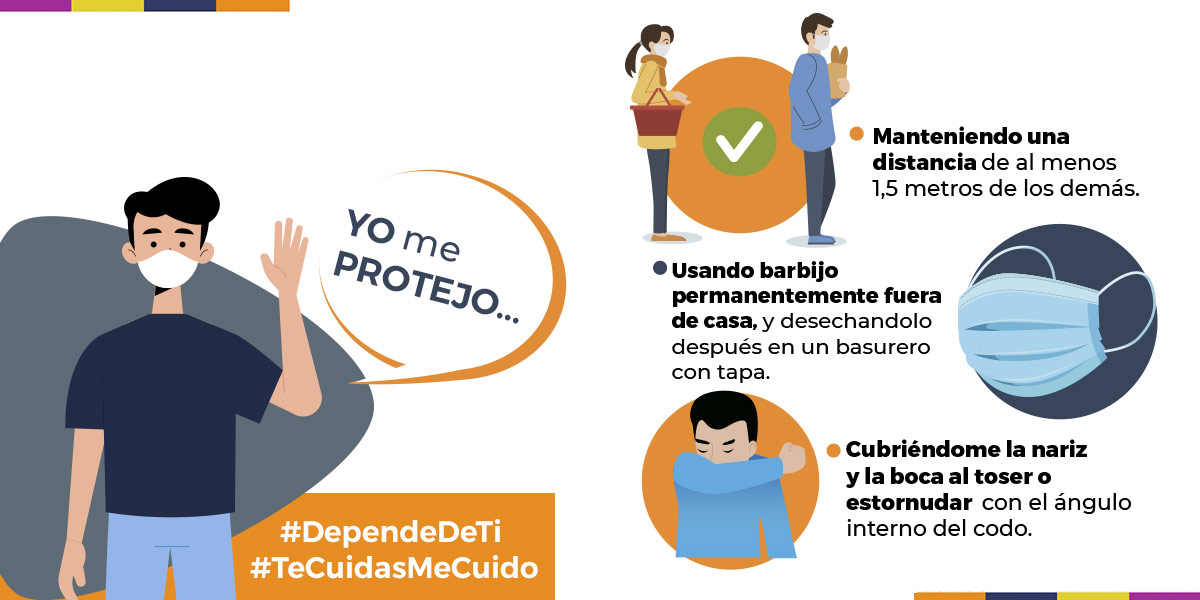 YO me
PROTEJO...
#DependeDeTi
#TeCuidasMeCuido
Manteniendo una
distancia de al menos
1,5 metros de los demás.
Usando barbijo
permanentemente fuera
de casa, y desechandolo
después en un basurero
con tapa.
Cubriéndome la nariz
y la boca al toser o
estornudar con el ángulo
interno del codo.